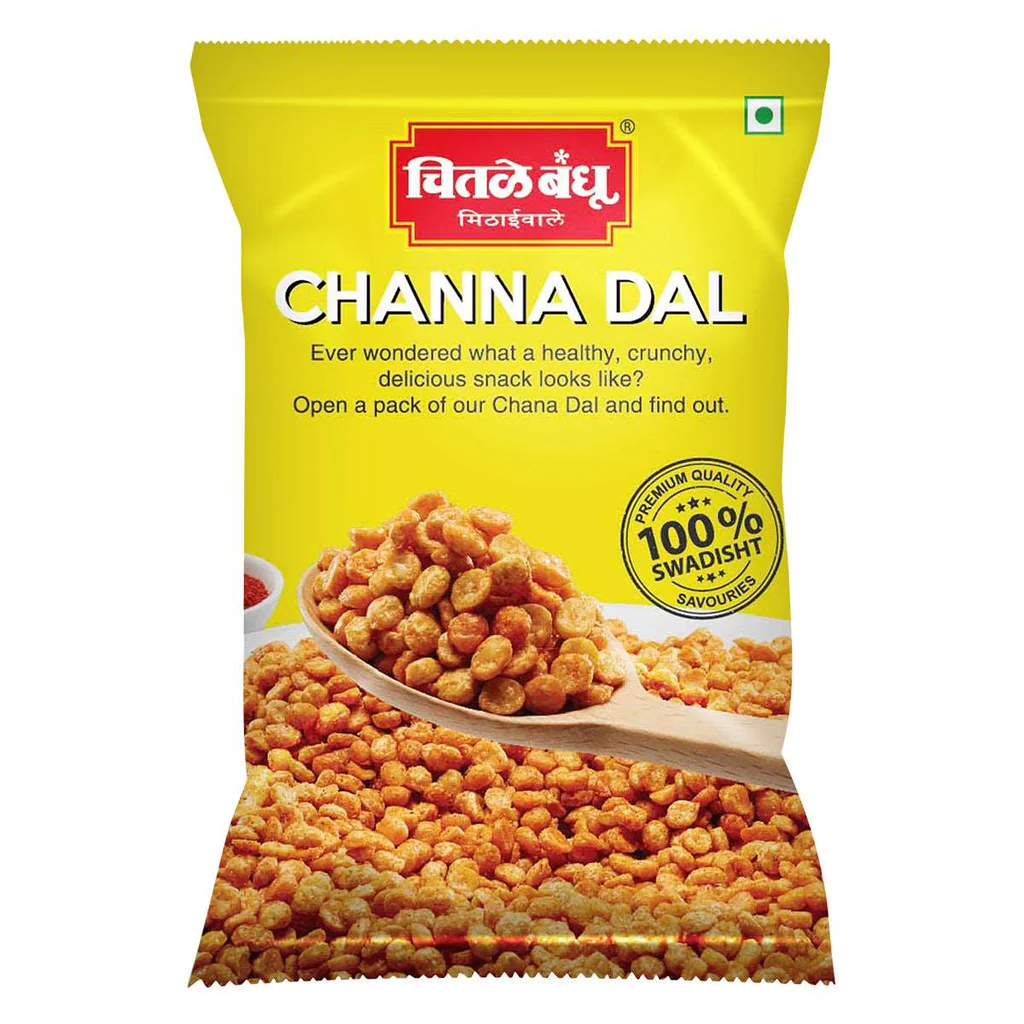 चितळे बंधू
®
मिठाईवाले
CHANNA DAL
Ever wondered what a healthy, crunchy,
delicious snack looks like?
Open a pack of our Chana Dal and find out.
PREMIUM QUALITY
100%
SWADISHT
SAVOURIES